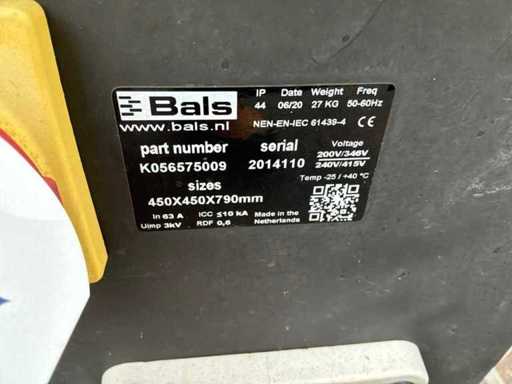 Bals
www.bals.nl
IP Date Weight Freq
44 06/20 27 KG 50-60Hz
NEN-EN-IEC 61439-4 CE
part number serial Voltage
K056575009 2014110 200V/346V
240V/415V
sizes Temp -25 / +40 °C
450X450X790mm
In 63 A ICC ≤10 kA Made in the
Uimp 3kV RDF 0,6 Netherlands